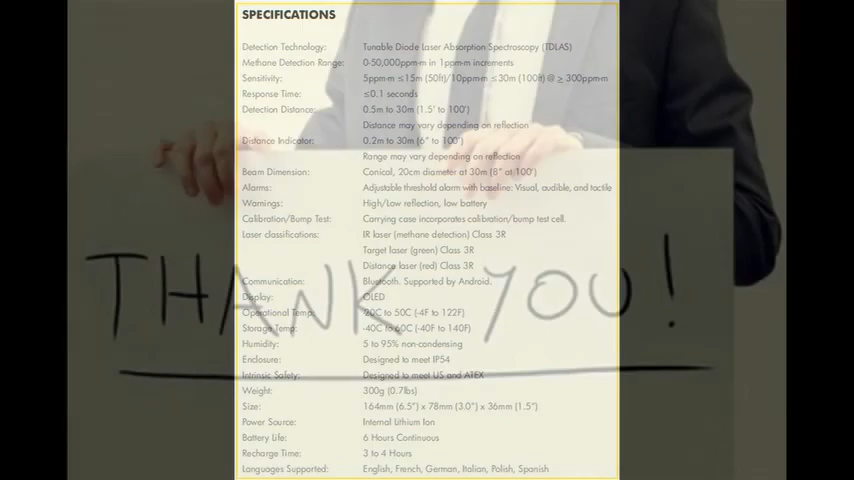 SPECIFICATIONS
Detection Technology: Tunable Diode Laser Absorption Spectroscopy (TDLAS)
Methane Detection Range: 0-50,000ppm-m in 1ppm-m increments
Sensitivity: 5ppm-m ≤15m (50ft)/10ppm-m ≤30m (100ft) @ ≥ 300ppm-m
Response Time: ≤0.1 seconds
Detection Distance: 0.5m to 30m (1.5' to 100')
Distance may vary depending on reflection
Distance Indicator: 0.2m to 30m (6" to 100')
Range may vary depending on reflection
Beam Dimension: Conical, 20cm diameter at 30m (8" at 100')
Alarms: Adjustable threshold alarm with baseline: Visual, audible, and tactile
Warnings: High/Low reflection, low battery
Calibration/Bump Test: Carrying case incorporates calibration/bump test cell.
Laser classifications: IR laser (methane detection) Class 3R
Target laser (green) Class 3R
Distance laser (red) Class 3R
Communication: Bluetooth. Supported by Android.
Display: OLED
Operational Temp: -20C to 50C (-4F to 122F)
Storage Temp: -40C to 60C (-40F to 140F)
Humidity: 5 to 95% non-condensing
Enclosure: Designed to meet IP54
Intrinsic Safety: Designed to meet US and ATEX
Weight: 300g (0.7lbs)
Size: 164mm (6.5") x 78mm (3.0") x 36mm (1.5")
Power Source: Internal Lithium Ion
Battery Life: 6 Hours Continuous
Recharge Time: 3 to 4 Hours
Languages Supported: English, French, German, Italian, Polish, Spanish
THANK YOU!